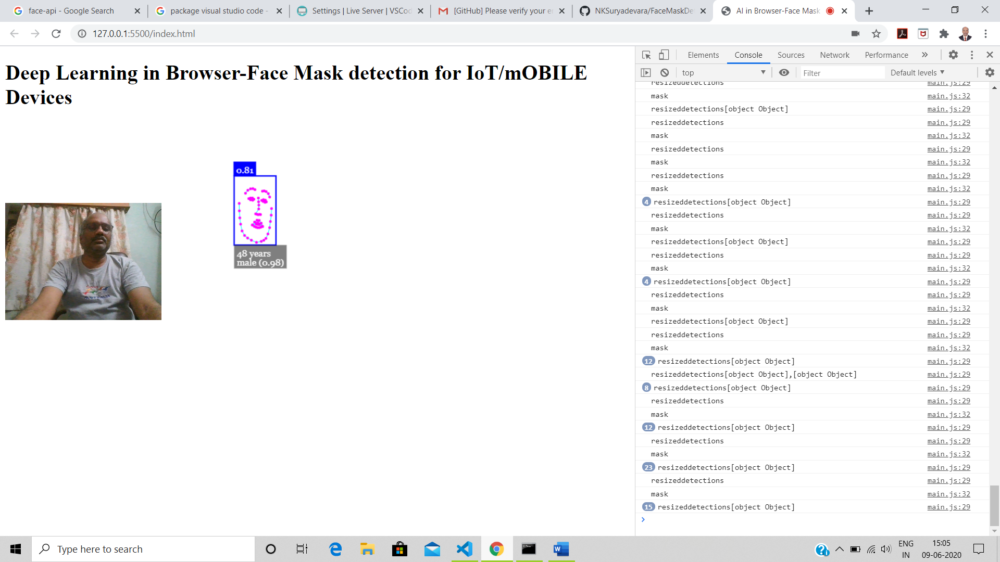 face-api - Google Search
package visual studio code -
Settings | Live Server | VSCod
[GitHub] Please verify your e
NKSuryadevara/FaceMaskDe
AI in Browser-Face Mask
127.0.0.1:5500/index.html
Deep Learning in Browser-Face Mask detection for IoT/mOBILE
Devices
0.81
48 years
male (0.98)
AUSTRALIA
Elements Console Sources Network Performance
top Filter Default levels
resizeddetections main.js:29
mask main.js:32
resizeddetections[object Object] main.js:29
resizeddetections main.js:29
mask main.js:32
resizeddetections main.js:29
mask main.js:32
resizeddetections main.js:29
mask main.js:32
4 resizeddetections[object Object] main.js:29
resizeddetections main.js:29
mask main.js:32
resizeddetections[object Object] main.js:29
resizeddetections main.js:29
mask main.js:32
4 resizeddetections[object Object] main.js:29
resizeddetections main.js:29
mask main.js:32
resizeddetections[object Object] main.js:29
resizeddetections main.js:29
mask main.js:32
12 resizeddetections[object Object] main.js:29
resizeddetections[object Object],[object Object] main.js:29
8 resizeddetections[object Object] main.js:29
resizeddetections main.js:29
mask main.js:32
12 resizeddetections[object Object] main.js:29
resizeddetections main.js:29
mask main.js:32
23 resizeddetections[object Object] main.js:29
resizeddetections main.js:29
mask main.js:32
15 resizeddetections[object Object] main.js:29
Type here to search
ENG
IN
15:05
09-06-2020